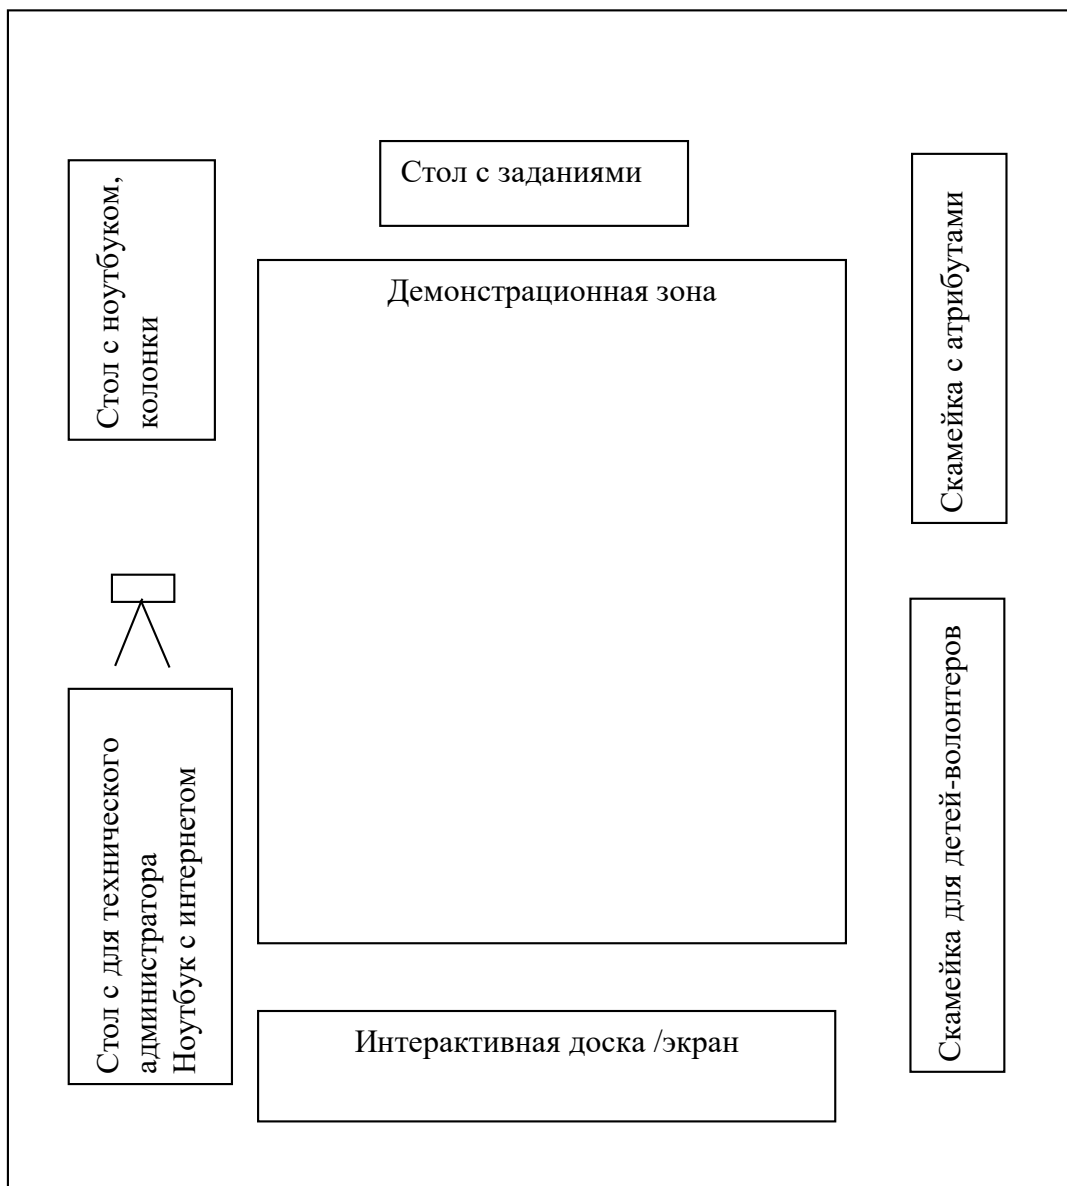 Стол с заданиями
Стол с ноутбуком,
колонки
Демонстрационная зона
Скамейка с атрибутами
Стол с для технического
администратора
Ноутбук с интернетом
Скамейка для детей-волонтеров
Интерактивная доска /экран